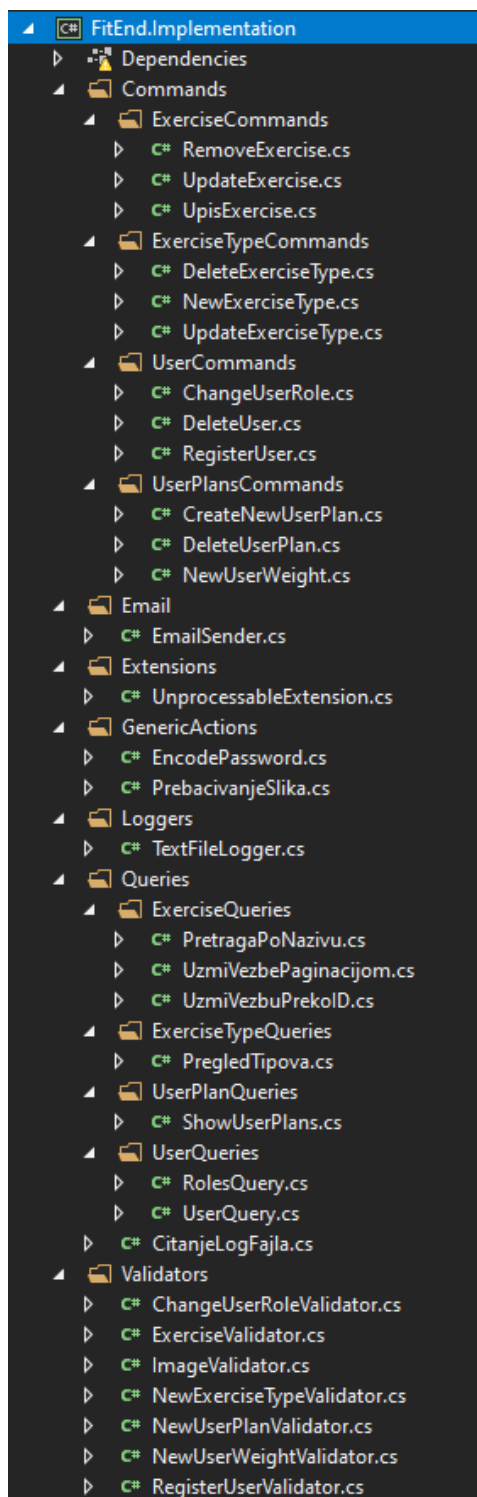 C# FitEnd.Implementation
Dependencies
Commands
ExerciseCommands
C# RemoveExercise.cs
C# UpdateExercise.cs
C# UpisExercise.cs
ExerciseTypeCommands
C# DeleteExerciseType.cs
C# NewExerciseType.cs
C# UpdateExerciseType.cs
UserCommands
C# ChangeUserRole.cs
C# DeleteUser.cs
C# RegisterUser.cs
UserPlansCommands
C# CreateNewUserPlan.cs
C# DeleteUserPlan.cs
C# NewUserWeight.cs
Email
C# EmailSender.cs
Extensions
C# UnprocessableExtension.cs
GenericActions
C# EncodePassword.cs
C# PrebacivanjeSlika.cs
Loggers
C# TextFileLogger.cs
Queries
ExerciseQueries
C# PretragaPoNazivu.cs
C# UzmiVezbePaginacijom.cs
C# UzmiVezbuPrekoID.cs
ExerciseTypeQueries
C# PregledTipova.cs
UserPlanQueries
C# ShowUserPlans.cs
UserQueries
C# RolesQuery.cs
C# UserQuery.cs
C# CitanjeLogFajla.cs
Validators
C# ChangeUserRoleValidator.cs
C# ExerciseValidator.cs
C# ImageValidator.cs
C# NewExerciseTypeValidator.cs
C# NewUserPlanValidator.cs
C# NewUserWeightValidator.cs
C# RegisterUserValidator.cs